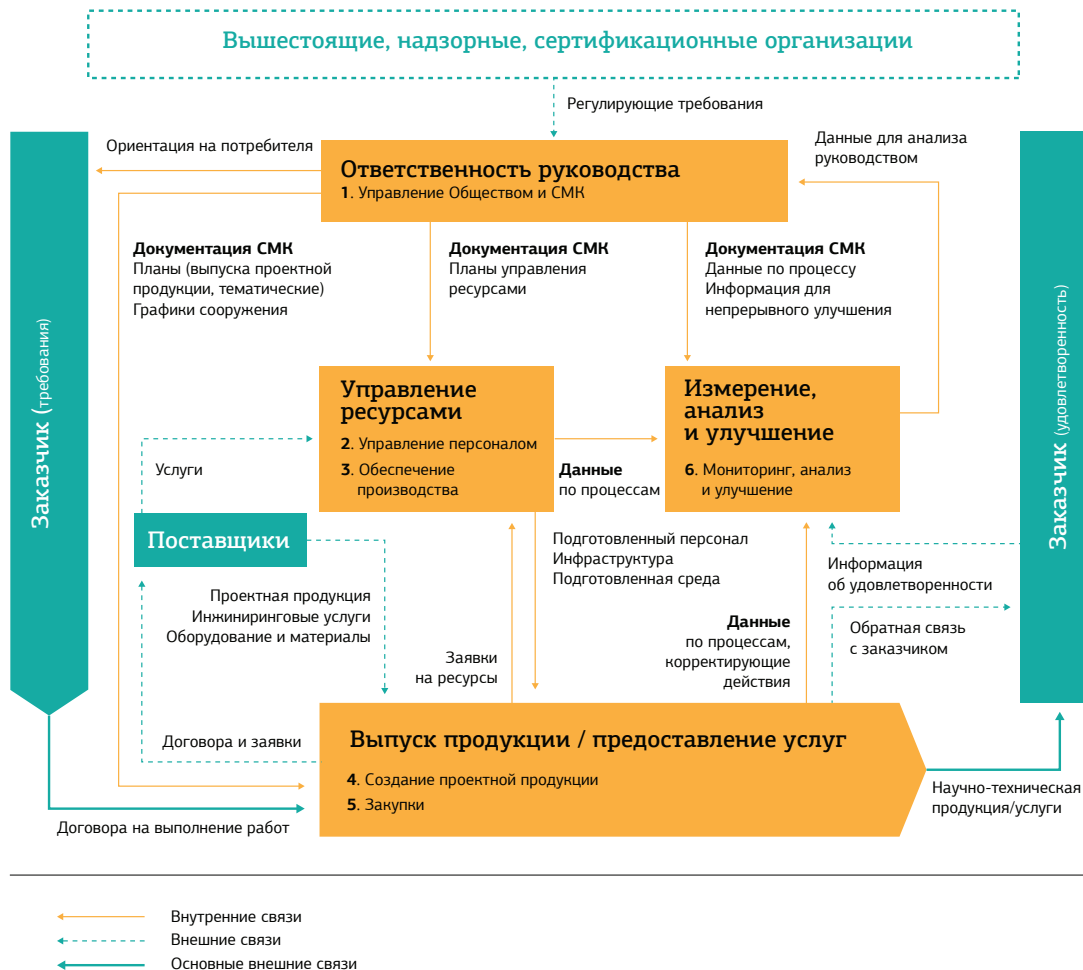 Вышестоящие, надзорные, сертификационные организации
Регулирующие требования
Ориентация на потребителя
Данные для анализа
руководством
Ответственность руководства
1. Управление Обществом и СМК
Документация СМК
Планы (выпуска проектной
продукции, тематические)
Графики сооружения
Документация СМК
Планы управления
ресурсами
Документация СМК
Данные по процессу
Информация для
непрерывного улучшения
Заказчик (требования)
Заказчик (удовлетворенность)
Управление
ресурсами
2. Управление персоналом
3. Обеспечение
производства
Измерение,
анализ
и улучшение
6. Мониторинг, анализ
и улучшение
Услуги
Данные
по процессам
Поставщики
Подготовленный персонал
Инфраструктура
Подготовленная среда
Информация
об удовлетворенности
Проектная продукция
Инжиниринговые услуги
Оборудование и материалы
Данные
по процессам,
корректирующие
действия
Обратная связь
с заказчиком
Заявки
на ресурсы
Договора и заявки
Выпуск продукции / предоставление услуг
4. Создание проектной продукции
5. Закупки
Научно-техническая
продукция/услуги
Договора на выполнение работ
Внутренние связи
Внешние связи
Основные внешние связи